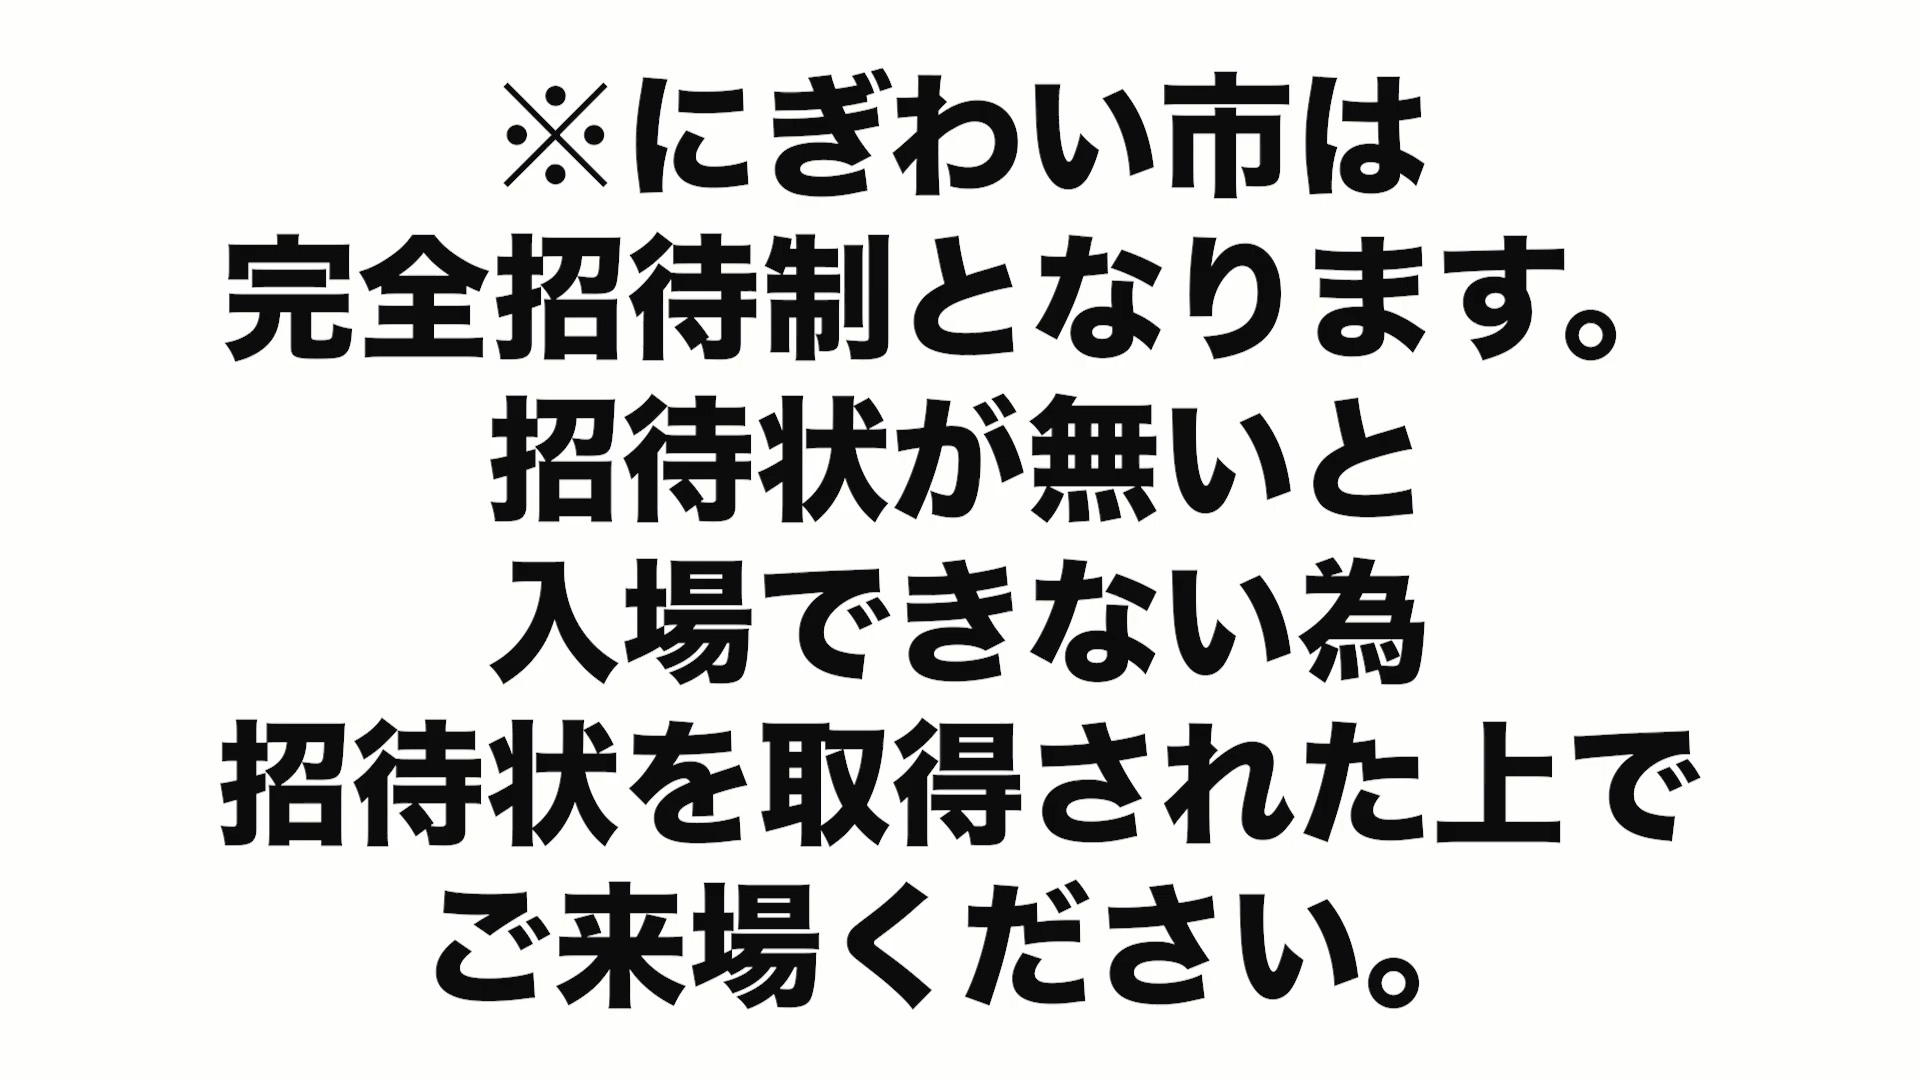 ※にぎわい市は
完全招待制となります。
招待状が無いと
入場できない為
招待状を取得された上で
ご来場ください。